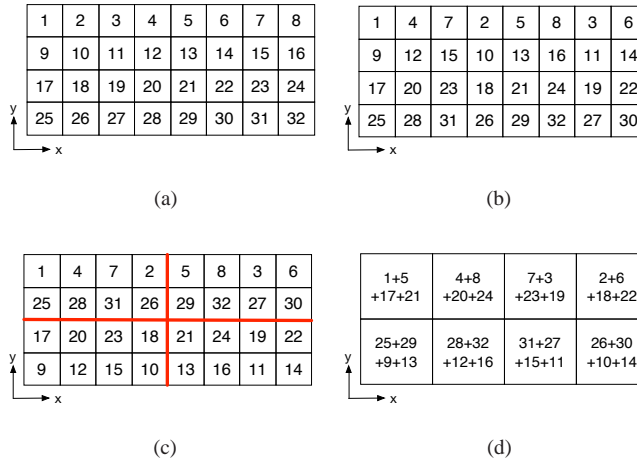 1 2 3 4 5 6 7 8
9 10 11 12 13 14 15 16
17 18 19 20 21 22 23 24
25 26 27 28 29 30 31 32
y
x
(a)
1 4 7 2 5 8 3 6
9 12 15 10 13 16 11 14
17 20 23 18 21 24 19 22
25 28 31 26 29 32 27 30
y
x
(b)
1 4 7 2 5 8 3 6
25 28 31 26 29 32 27 30
17 20 23 18 21 24 19 22
9 12 15 10 13 16 11 14
y
x
(c)
1+5 4+8 7+3 2+6
+17+21 +20+24 +23+19 +18+22
25+29 28+32 31+27 26+30
+9+13 +12+16 +15+11 +10+14
y
x
(d)